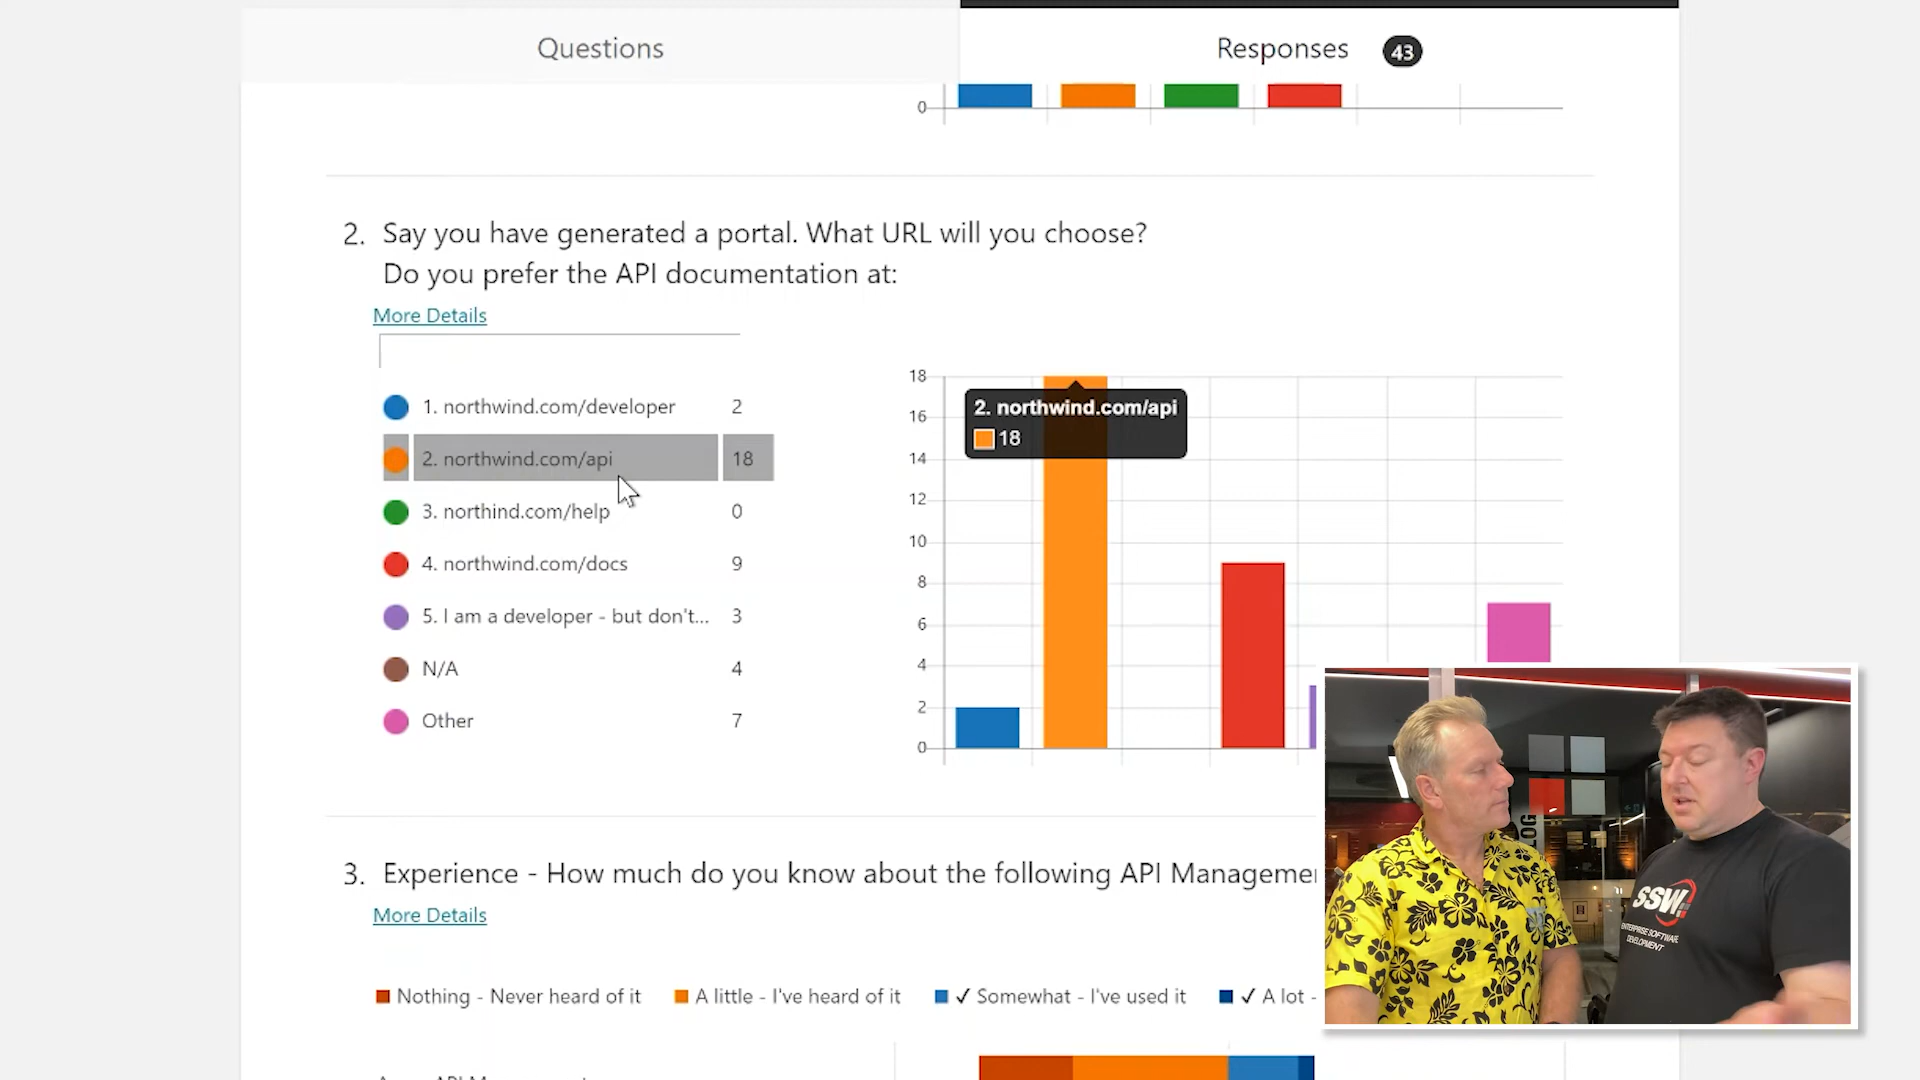 Questions
Responses 43
0
2. Say you have generated a portal. What URL will you choose?
Do you prefer the API documentation at:
More Details
1. northwind.com/developer 2
2. northwind.com/api 18
3. northind.com/help 0
4. northwind.com/docs 9
5. I am a developer - but don't... 3
N/A 4
Other 7
18
16
14
12
10
8
6
4
2
0
2. northwind.com/api
18
3. Experience - How much do you know about the following API Manageme
More Details
Nothing - Never heard of it
A little - I've heard of it
✓ Somewhat - I've used it
✓ A lot -
SSW
ENTERPRISE SOFTWARE
DEVELOPMENT